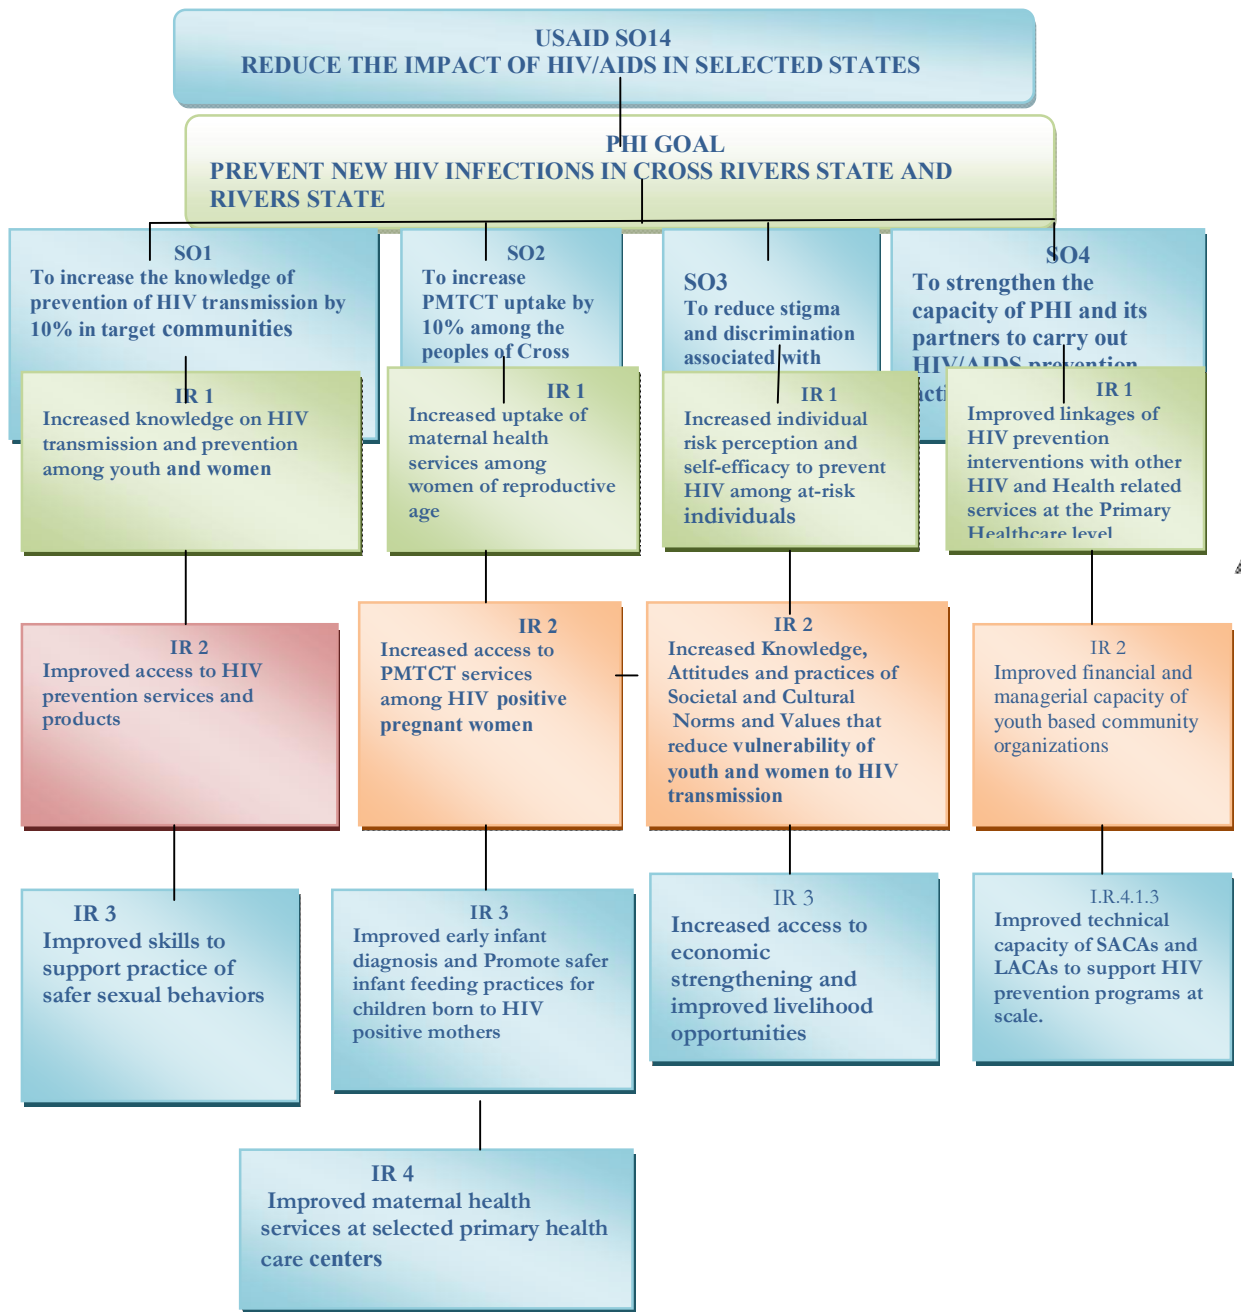 USAID SO14
REDUCE THE IMPACT OF HIV/AIDS IN SELECTED STATES
PHI GOAL
PREVENT NEW HIV INFECTIONS IN CROSS RIVERS STATE AND
RIVERS STATE
SO1
To increase the knowledge of
prevention of HIV transmission by
10% in target communities
SO2
To increase
PMTCT uptake by
10% among the
peoples of Cross
SO3
To reduce stigma
and discrimination
associated with
SO4
To strengthen the
capacity of PHI and its
partners to carry out
HIV/AIDS prevention
IR 1
Increased knowledge on HIV
transmission and prevention
among youth and women
IR 1
Increased uptake of
maternal health
services among
women of reproductive
age
IR 1
Increased individual
risk perception and
self-efficacy to prevent
HIV among at-risk
individuals
IR 1
Improved linkages of
HIV prevention
interventions with other
HIV and Health related
services at the Primary
Healthcare level
IR 2
Improved access to HIV
prevention services and
products
IR 2
Increased access to
PMTCT services
among HIV positive
pregnant women
IR 2
Increased Knowledge,
Attitudes and practices of
Societal and Cultural
Norms and Values that
reduce vulnerability of
youth and women to HIV
transmission
IR 2
Improved financial and
managerial capacity of
youth based community
organizations
IR 3
Improved skills to
support practice of
safer sexual behaviors
IR 3
Improved early infant
diagnosis and Promote safer
infant feeding practices for
children born to HIV
positive mothers
IR 3
Increased access to
economic
strengthening and
improved livelihood
opportunities
I.R.4.1.3
Improved technical
capacity of SACAs and
LACAs to support HIV
prevention programs at
scale.
IR 4
Improved maternal health
services at selected primary health
care centers